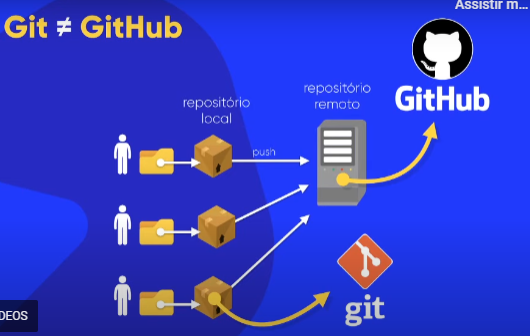 Assistir m...
Git ≠ GitHub
repositório
remoto
GitHub
repositório
local
push
git
DEOS